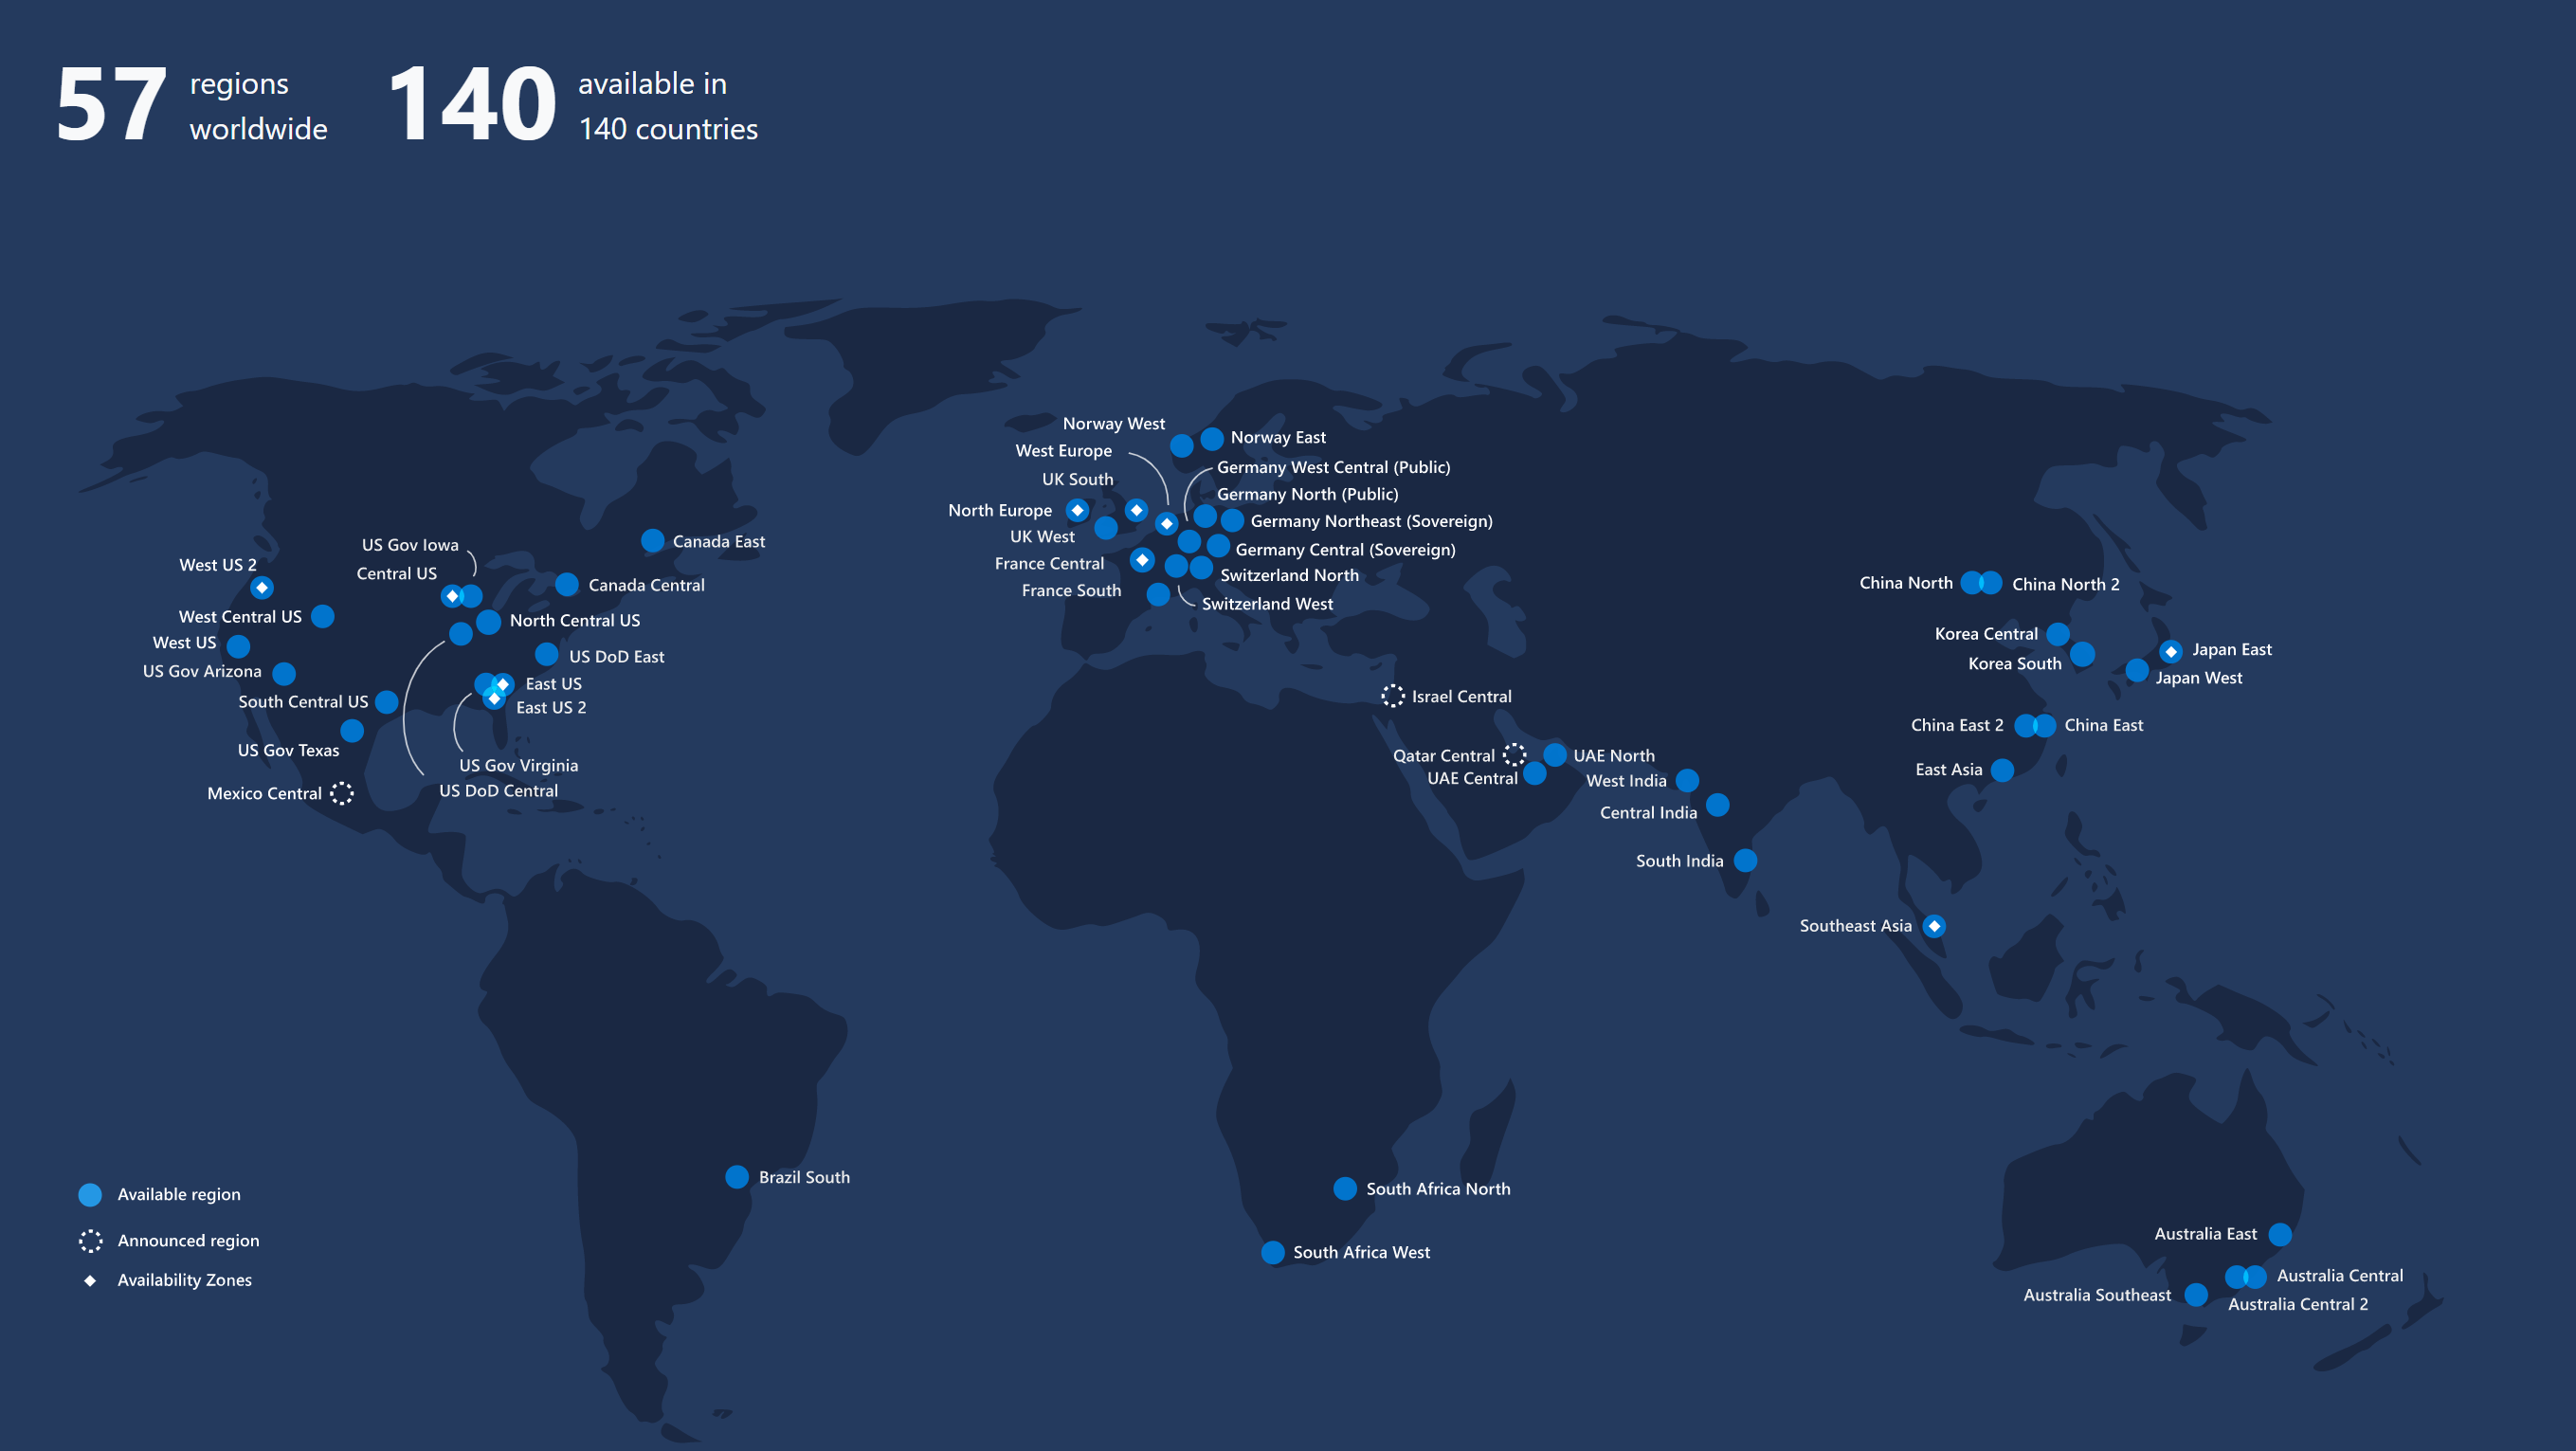 57 regions worldwide
140 available in 140 countries
Norway West
Norway East
West Europe
Germany West Central (Public)
UK South
Germany North (Public)
North Europe
Germany Northeast (Sovereign)
UK West
Germany Central (Sovereign)
France Central
Switzerland North
France South
Switzerland West
Canada East
US Gov Iowa
West US 2
Central US
Canada Central
West Central US
North Central US
West US
US DoD East
US Gov Arizona
East US
South Central US
East US 2
US Gov Texas
US Gov Virginia
US DoD Central
Mexico Central
China North
China North 2
Korea Central
Japan East
Korea South
Japan West
Israel Central
China East 2
China East
Qatar Central
UAE North
UAE Central
West India
East Asia
Central India
South India
Southeast Asia
Brazil South
South Africa North
South Africa West
Australia East
Australia Central
Australia Southeast
Australia Central 2
Available region
Announced region
Availability Zones